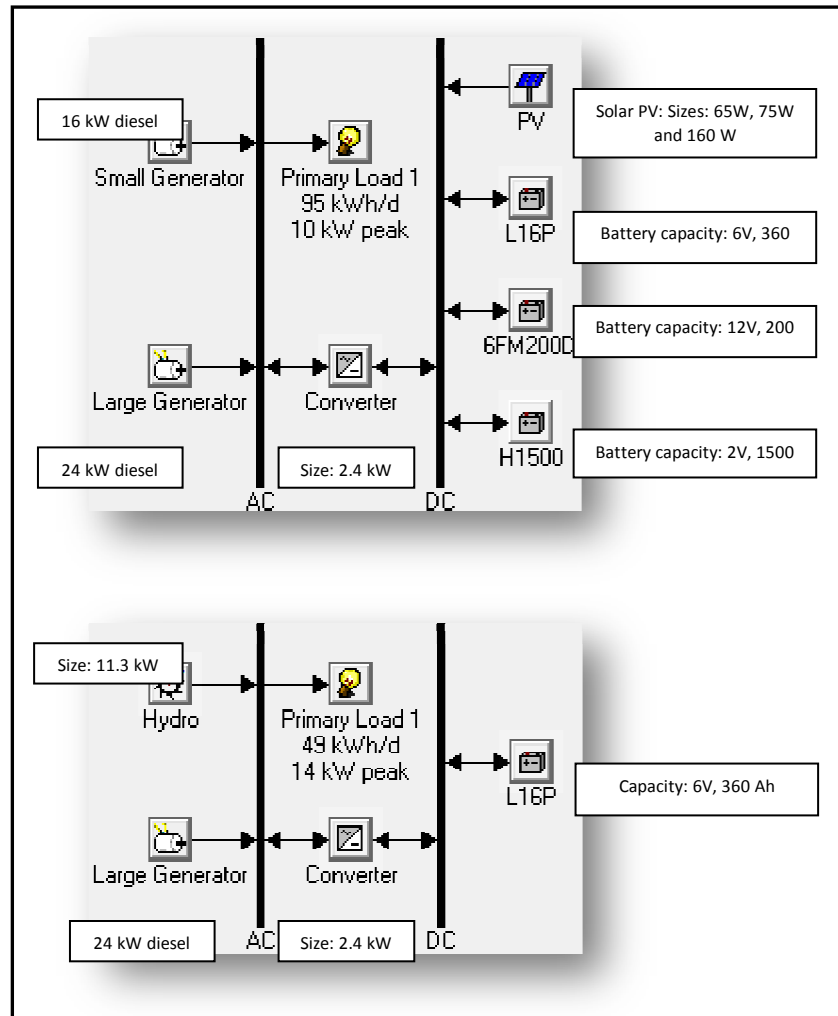 16 kW diesel
Small Generator
Primary Load 1
95 kWh/d
10 kW peak
PV
Solar PV: Sizes: 65W, 75W
and 160 W
L16P
Battery capacity: 6V, 360
6FM200D
Battery capacity: 12V, 200
Large Generator
Converter
H1500
Battery capacity: 2V, 1500
24 kW diesel
Size: 2.4 kW
AC
DC
Size: 11.3 kW
Hydro
Primary Load 1
49 kWh/d
14 kW peak
L16P
Capacity: 6V, 360 Ah
Large Generator
Converter
24 kW diesel
AC
Size: 2.4 kW
DC